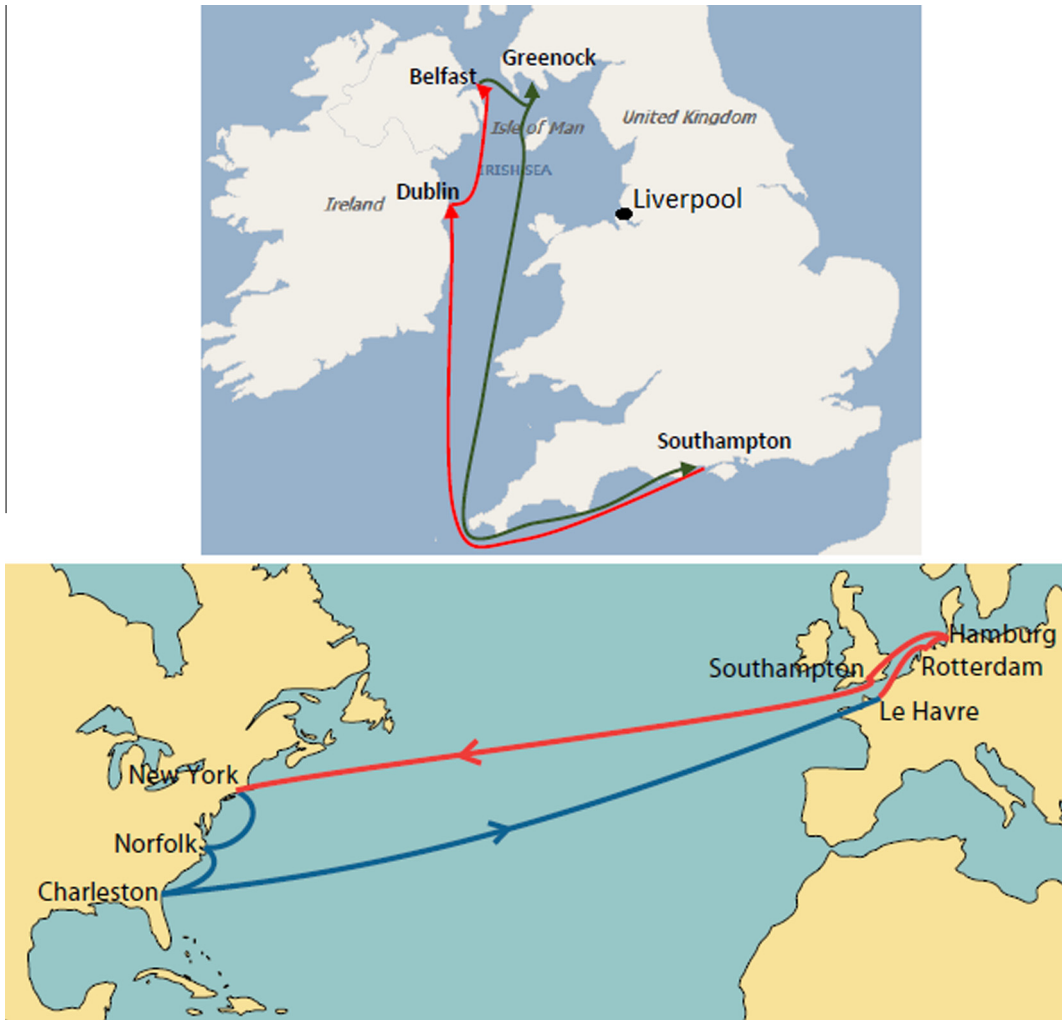 Greenock
Belfast
Isle of Man
United Kingdom
IRISH SEA
Dublin
Ireland
Liverpool
Southampton
Hamburg
Southampton
Rotterdam
Le Havre
New York
Norfolk
Charleston